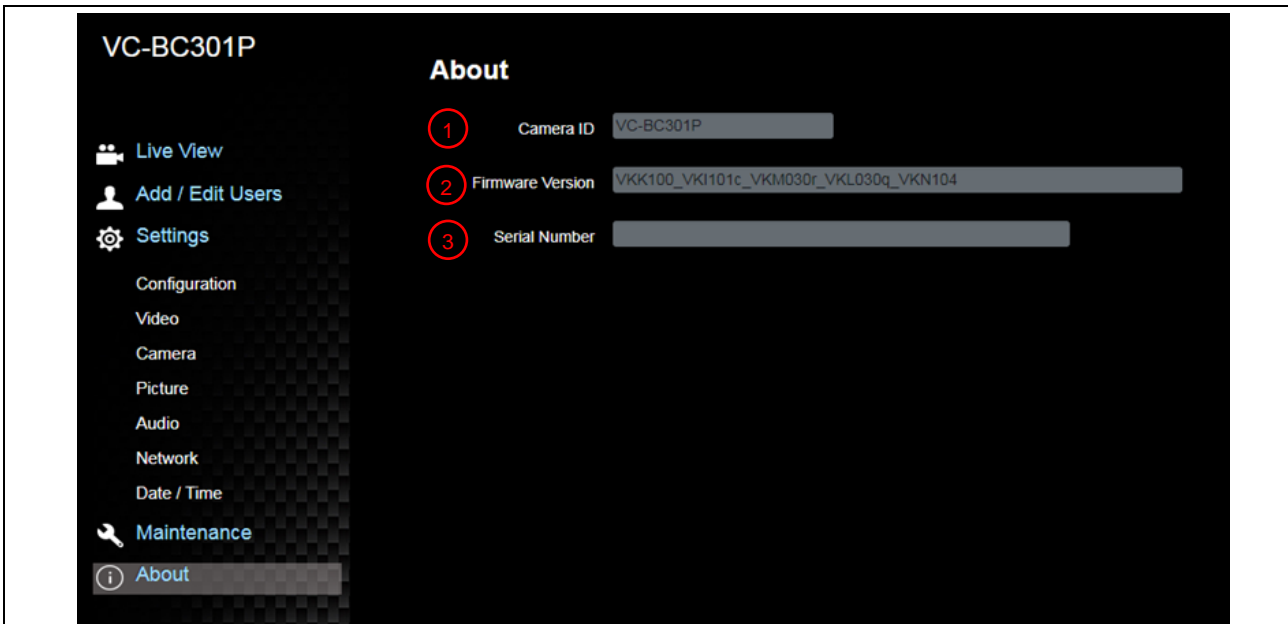 VC-BC301P
Live View
Add / Edit Users
Settings
Configuration
Video
Camera
Picture
Audio
Network
Date / Time
Maintenance
About
About
1 Camera ID VC-BC301P
2 Firmware Version VKK100_VKI101c_VKM030r_VKL030q_VKN104
3 Serial Number